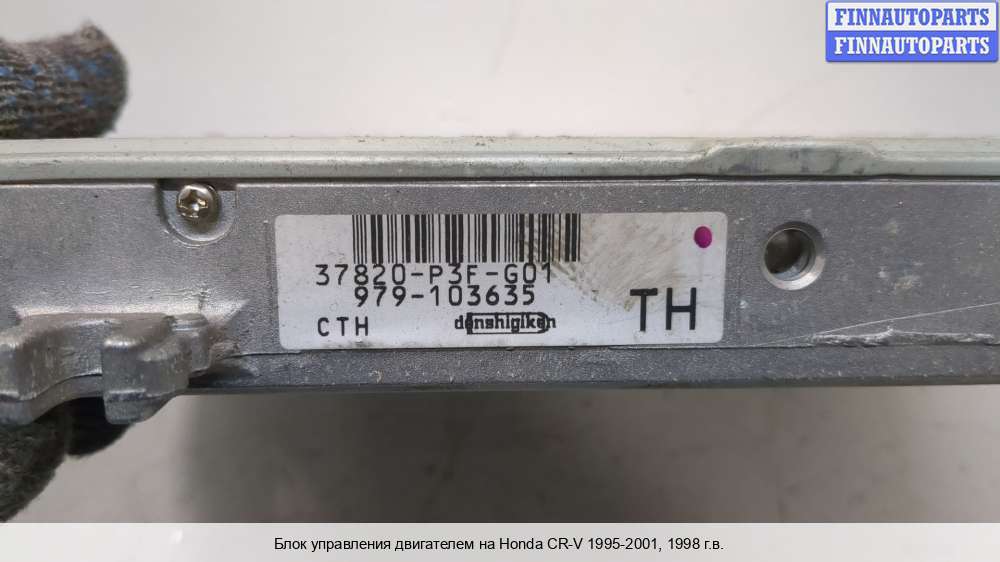 FINNAUTOPARTS
FINNAUTOPARTS
37820-P3F-G01
979-103635
CTH
denshigiken
TH
Блок управления двигателем на Honda CR-V 1995-2001, 1998 г.в.